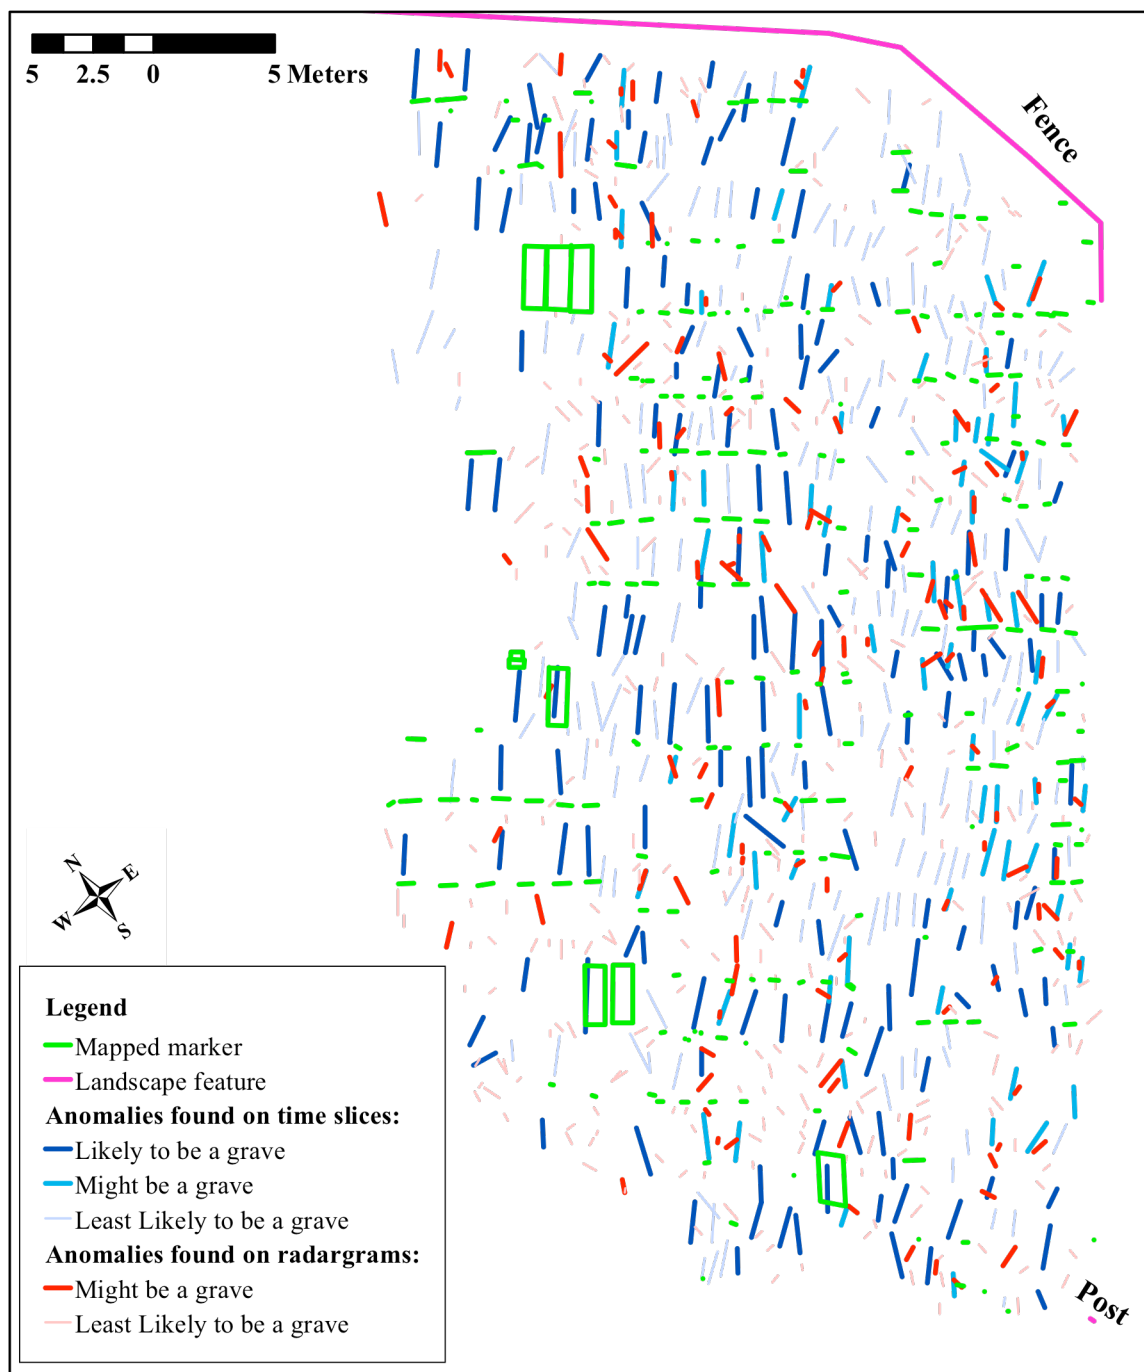 5 2.5 0 5 Meters
Fence
N
E
W
S
Legend
Mapped marker
Landscape feature
Anomalies found on time slices:
Likely to be a grave
Might be a grave
Least Likely to be a grave
Anomalies found on radargrams:
Might be a grave
Least Likely to be a grave
Post